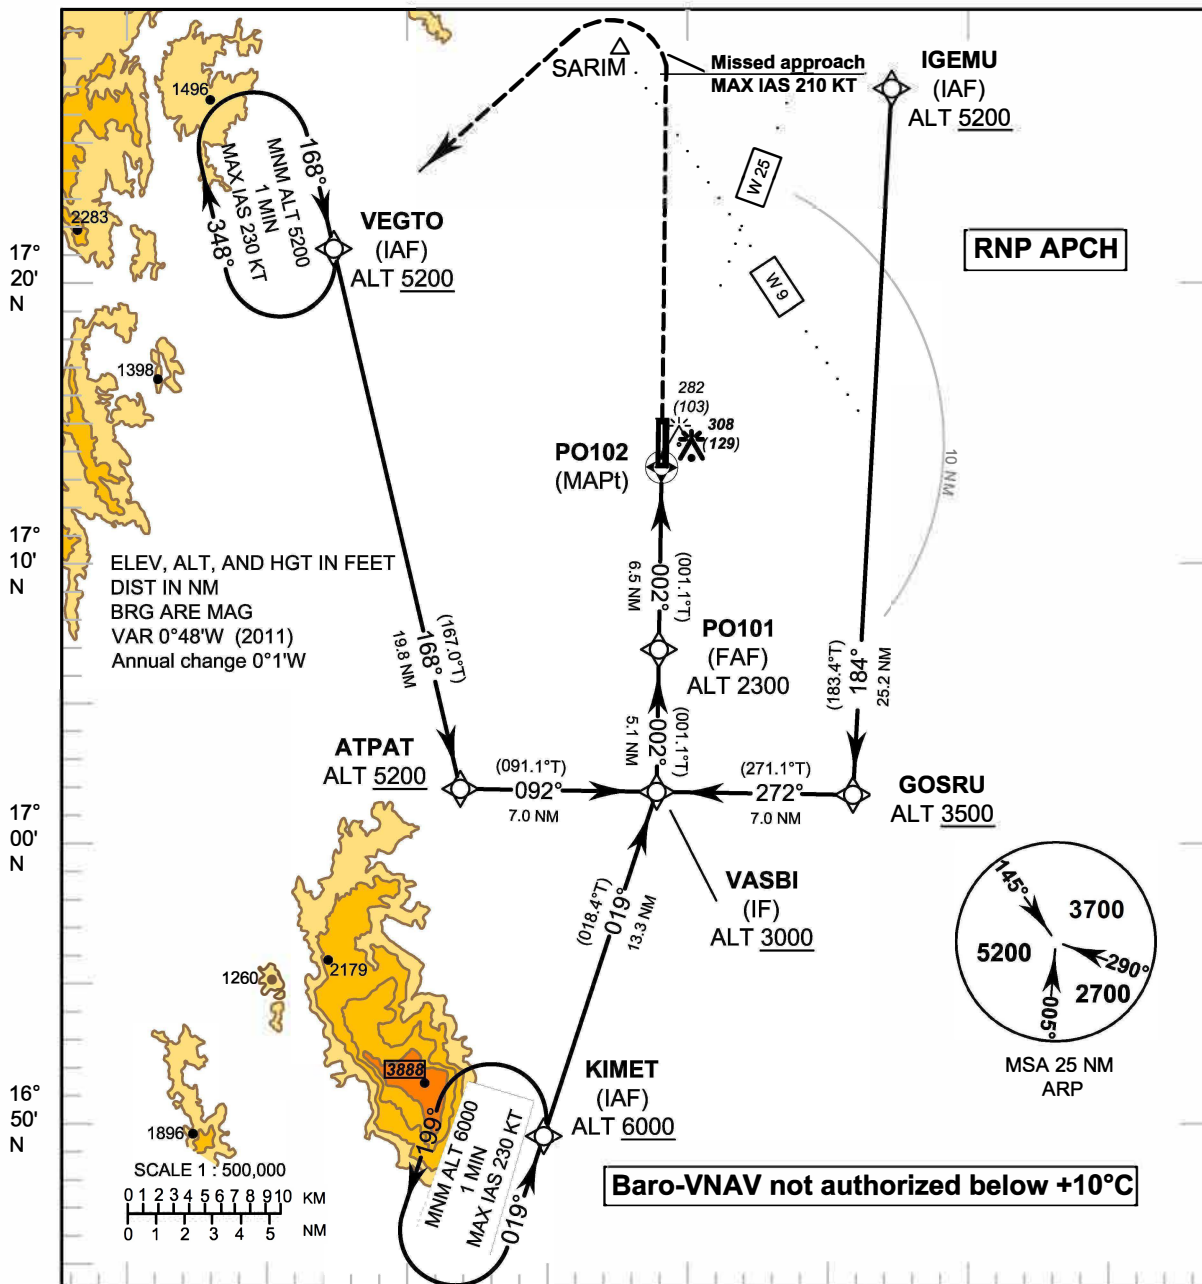 SARIM
Missed approach
MAX IAS 210 KT
IGEMU
(IAF)
ALT 5200
1496
168°
MNM ALT 5200
1 MIN
MAX IAS 230 KT
348°
VEGTO
(IAF)
ALT 5200
W 25
W 9
RNP APCH
2283
17°
20'
N
1398
282
(103)
308
(129)
PO102
(MAPt)
10 NM
17°
10'
N
ELEV, ALT, AND HGT IN FEET
DIST IN NM
BRG ARE MAG
VAR 0°48'W (2011)
Annual change 0°1'W
(167.0°T)
168°
19.8 NM
(001.1°T)
002°
6.5 NM
PO101
(FAF)
ALT 2300
(183.4°T)
184°
25.2 NM
(001.1°T)
002°
5.1 NM
ATPAT
ALT 5200
(091.1°T)
092°
7.0 NM
(271.1°T)
272°
7.0 NM
GOSRU
ALT 3500
17°
00'
N
VASBI
(IF)
ALT 3000
(018.4°T)
019°
13.3 NM
145°
3700
5200
290°
2700
005°
MSA 25 NM
ARP
1260
2179
3888
KIMET
(IAF)
ALT 6000
16°
50'
N
199°
MNM ALT 6000
1 MIN
MAX IAS 230 KT
019°
1896
SCALE 1 : 500,000
0 1 2 3 4 5 6 7 8 9 10 KM
0 1 2 3 4 5 NM
Baro-VNAV not authorized below +10°C